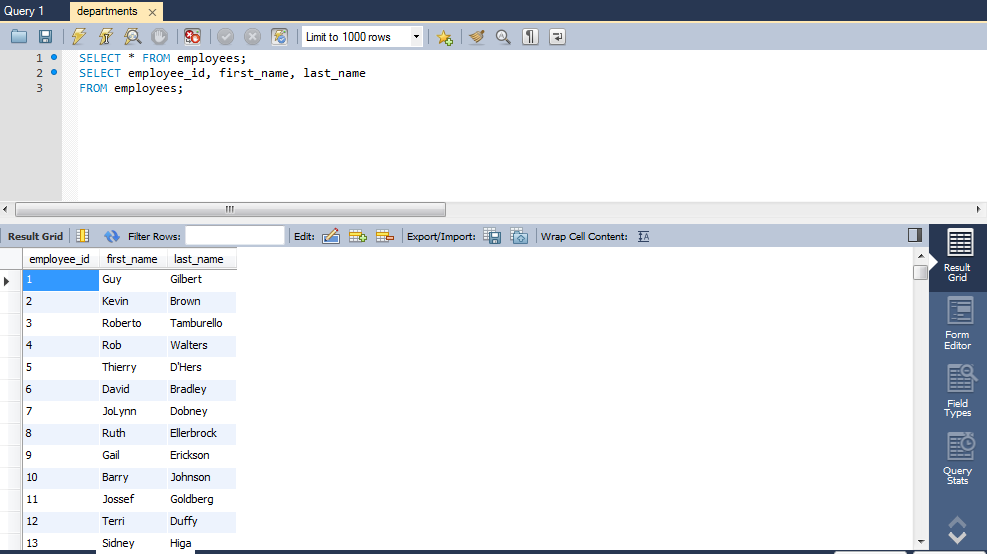 Query 1 departments
Limit to 1000 rows
1 SELECT * FROM employees;
2 SELECT employee_id, first_name, last_name
3 FROM employees;
Result Grid Filter Rows: Edit: Export/Import: Wrap Cell Content:
employee_id first_name last_name
1 Guy Gilbert
2 Kevin Brown
3 Roberto Tamburello
4 Rob Walters
5 Thierry D'Hers
6 David Bradley
7 JoLynn Dobney
8 Ruth Ellerbrock
9 Gail Erickson
10 Barry Johnson
11 Jossef Goldberg
12 Terri Duffy
13 Sidney Higa
Result
Grid
Form
Editor
Field
Types
Query
Stats